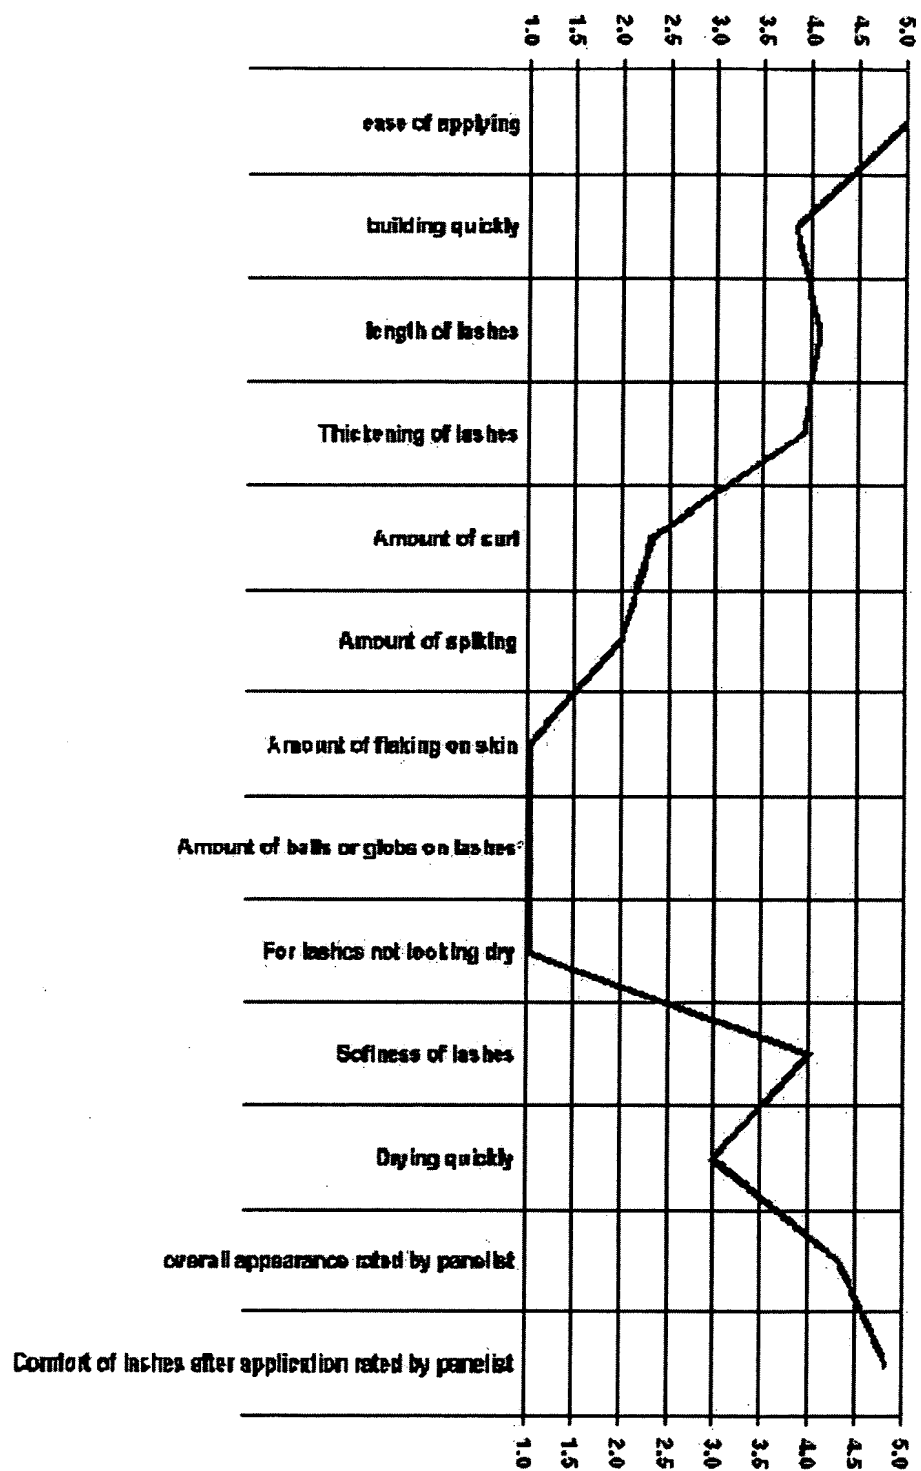 1.0 1.5 2.0 2.5 3.0 3.5 4.0 4.5 5.0
ease of applying
building quickly
length of lashes
Thickening of lashes
Amount of curl
Amount of spiking
Amount of flaking on skin
Amount of balls or globs on lashes
For lashes not looking dry
Softness of lashes
Drying quickly
overall appearance rated by panelist
Comfort of lashes after application rated by panelist
1.0 1.5 2.0 2.5 3.0 3.5 4.0 4.5 5.0